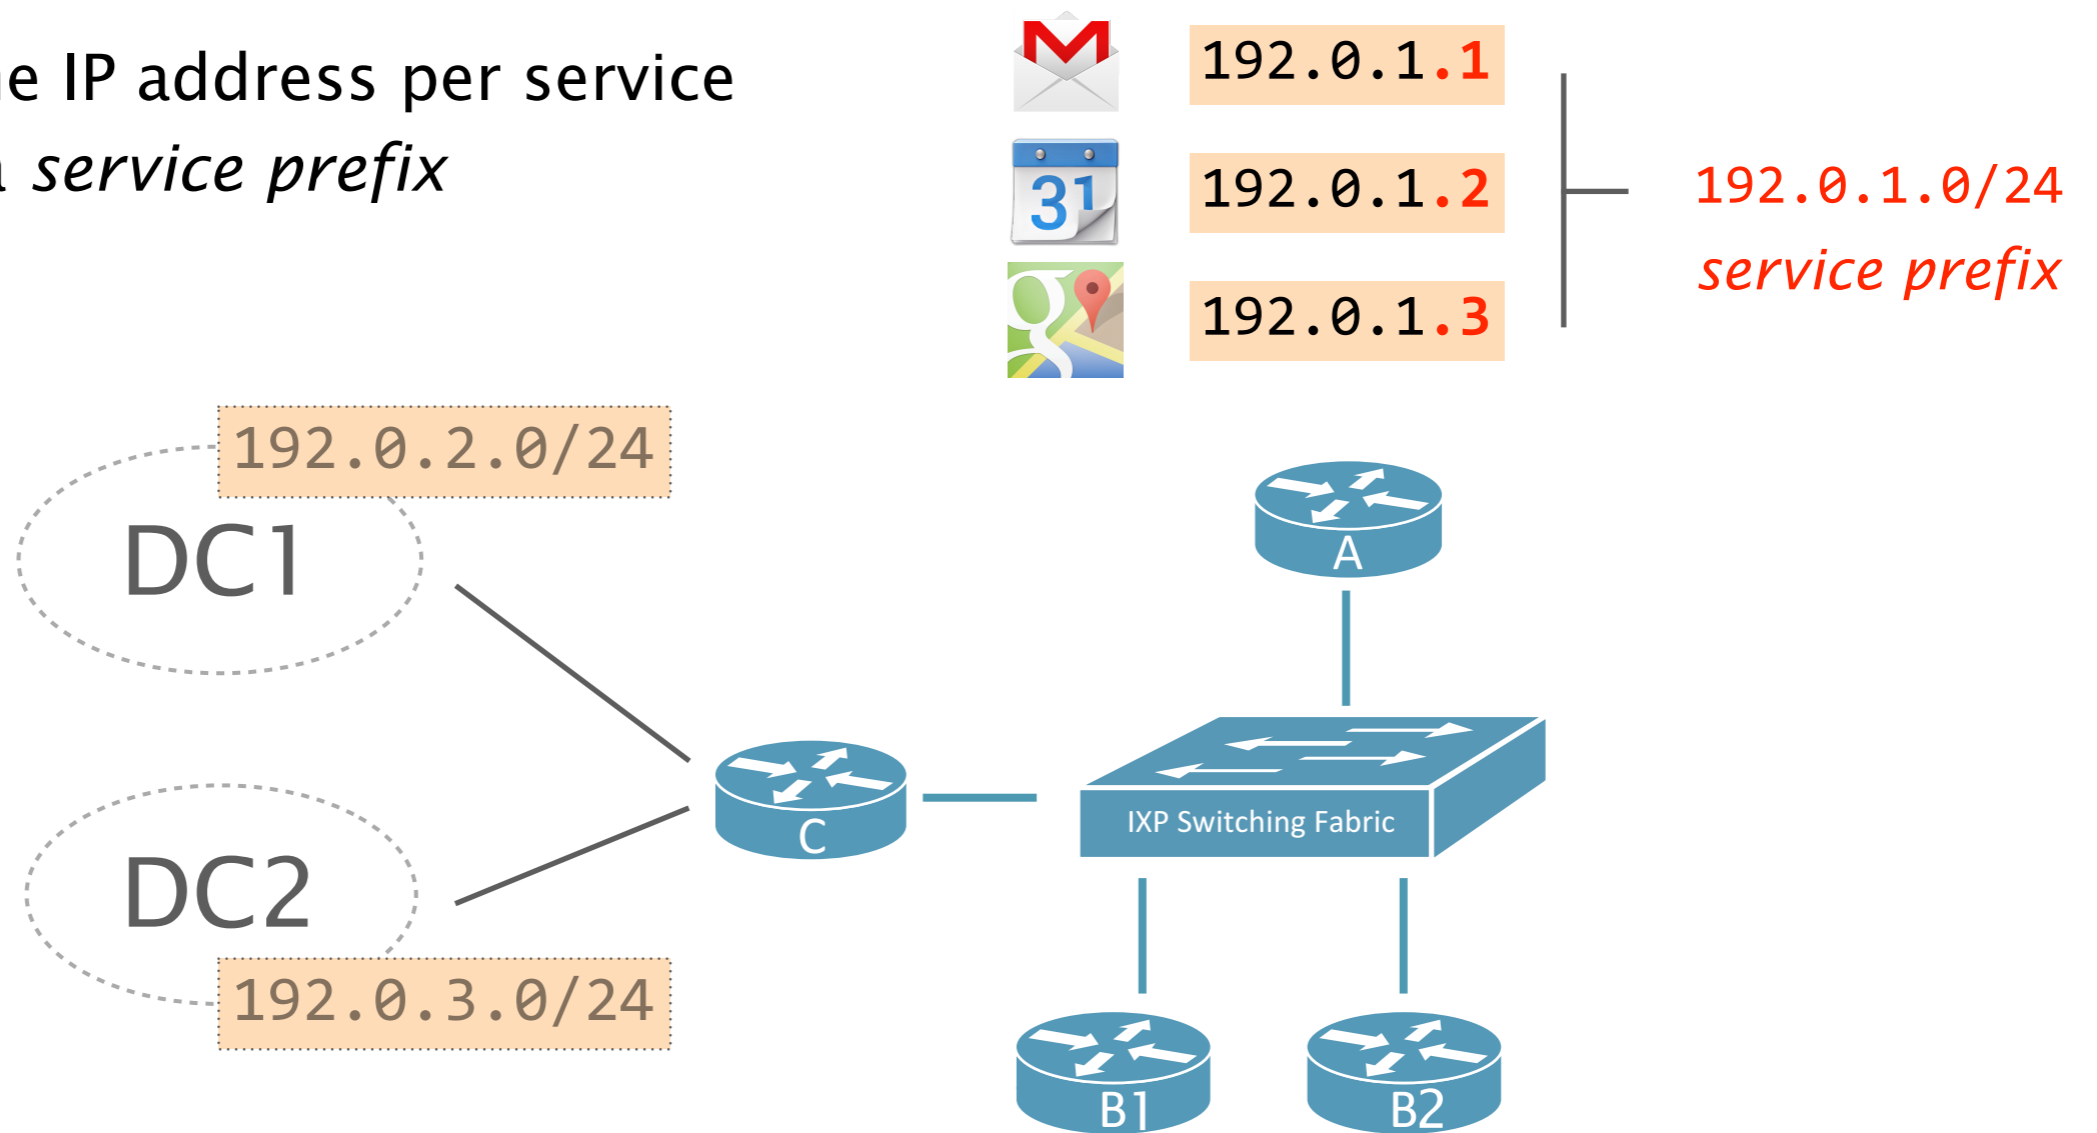 IP address per service
service prefix
192.0.1.1
31
192.0.1.2
192.0.1.0/24
service prefix
192.0.1.3
192.0.2.0/24
DC1
A
C
IXP Switching Fabric
DC2
192.0.3.0/24
B1
B2